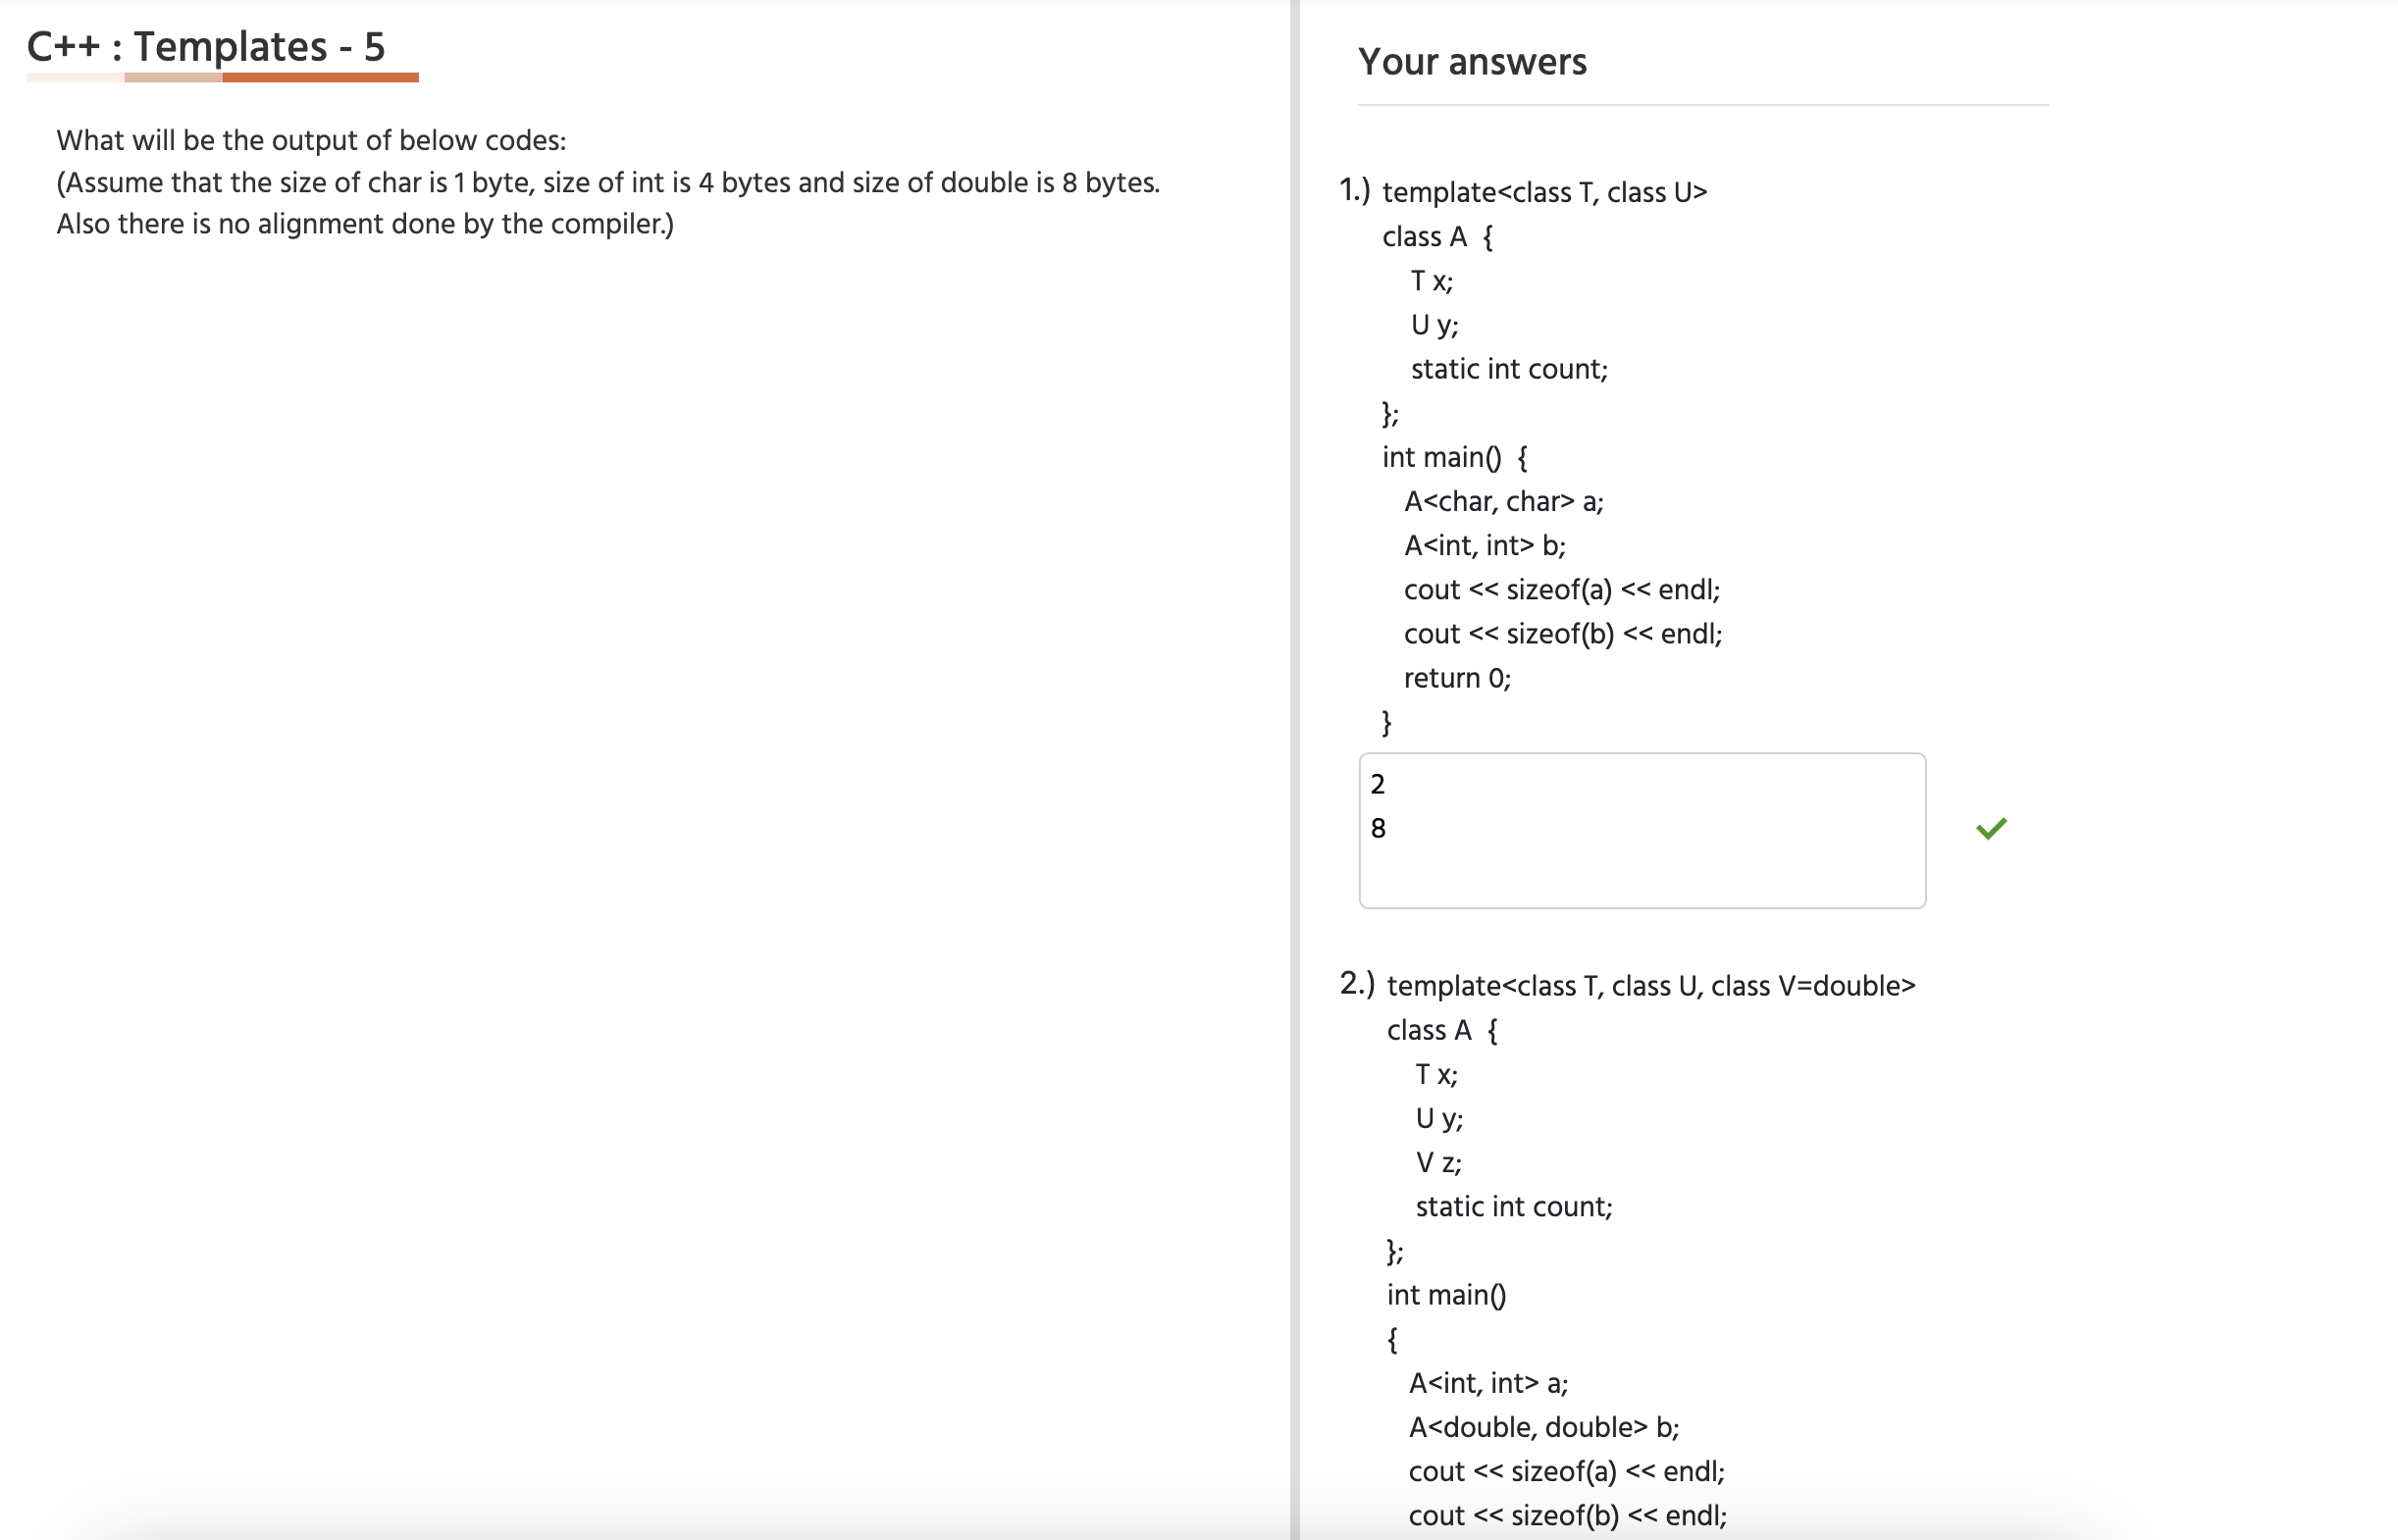 C++ : Templates - 5
What will be the output of below codes:
(Assume that the size of char is 1 byte, size of int is 4 bytes and size of double is 8 bytes.
Also there is no alignment done by the compiler.)
Your answers
1.) template<class T, class U>
class A  {
T x;
U y;
static int count;
};
int main()  {
A<char, char> a;
A<int, int> b;
cout << sizeof(a) << endl;
cout << sizeof(b) << endl;
return 0;
}
2
8
2.) template<class T, class U, class V=double>
class A  {
T x;
U y;
V z;
static int count;
};
int main()
{
A<int, int> a;
A<double, double> b;
cout << sizeof(a) << endl;
cout << sizeof(b) << endl;